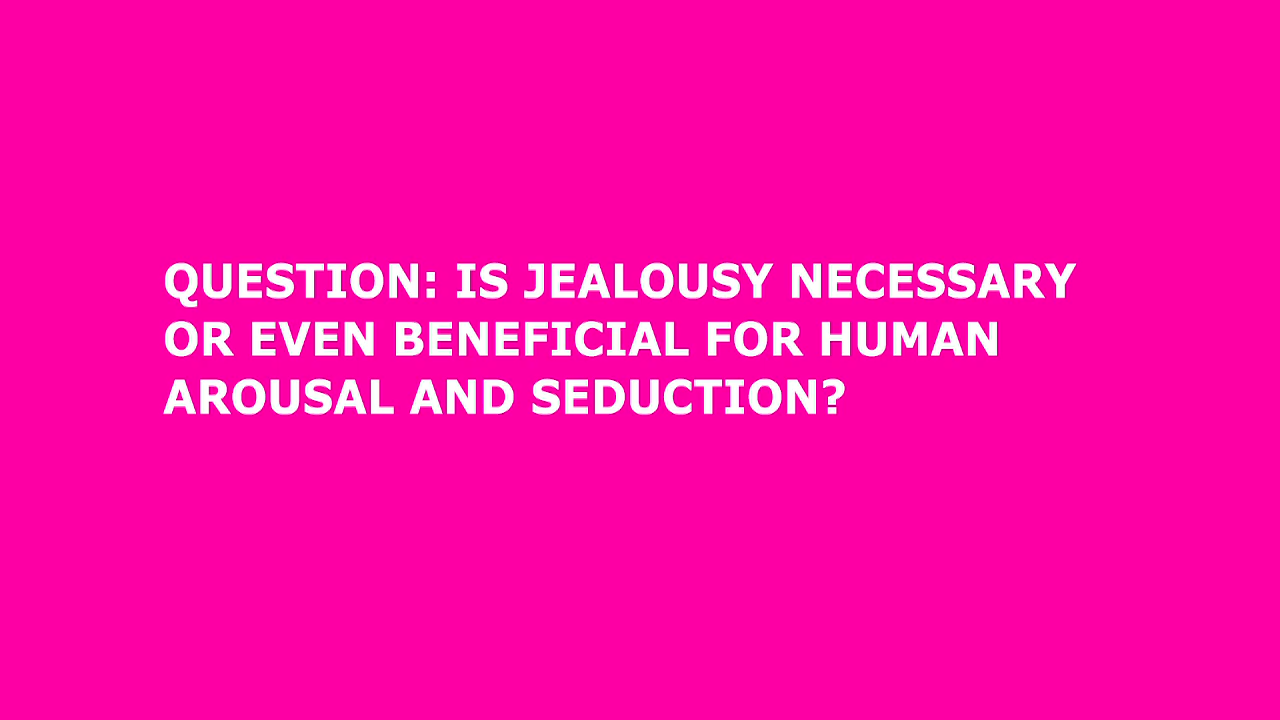 QUESTION: IS JEALOUSY NECESSARY
OR EVEN BENEFICIAL FOR HUMAN
AROUSAL AND SEDUCTION?